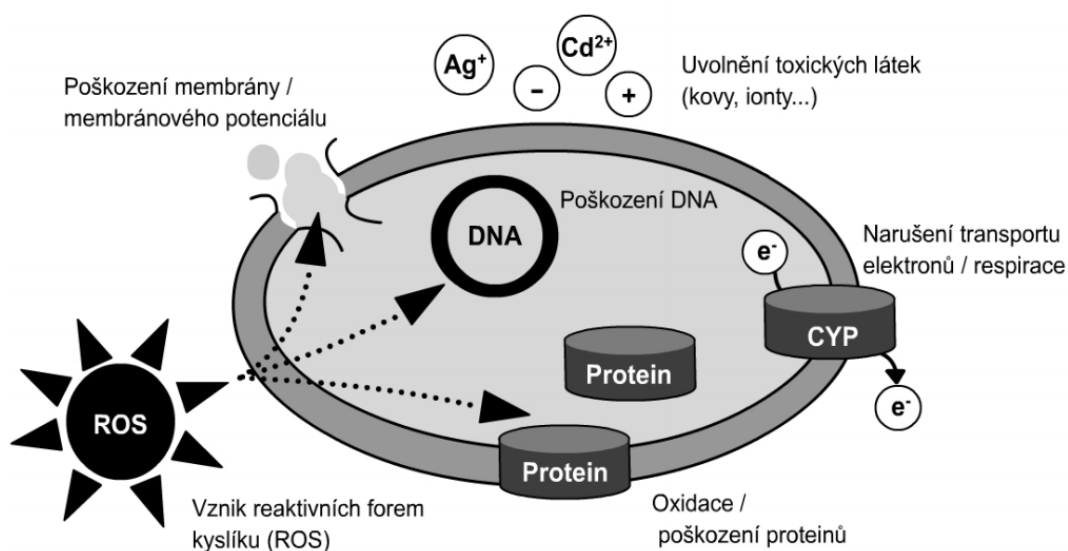 Ag⁺
Cd²⁺
−
+
Uvolnění toxických látek
(kovy, ionty...)
Poškození membrány /
membránového potenciálu
DNA
Poškození DNA
e⁻
Narušení transportu
elektronů / respirace
CYP
e⁻
Protein
Protein
ROS
Vznik reaktivních forem
kyslíku (ROS)
Oxidace /
poškození proteinů